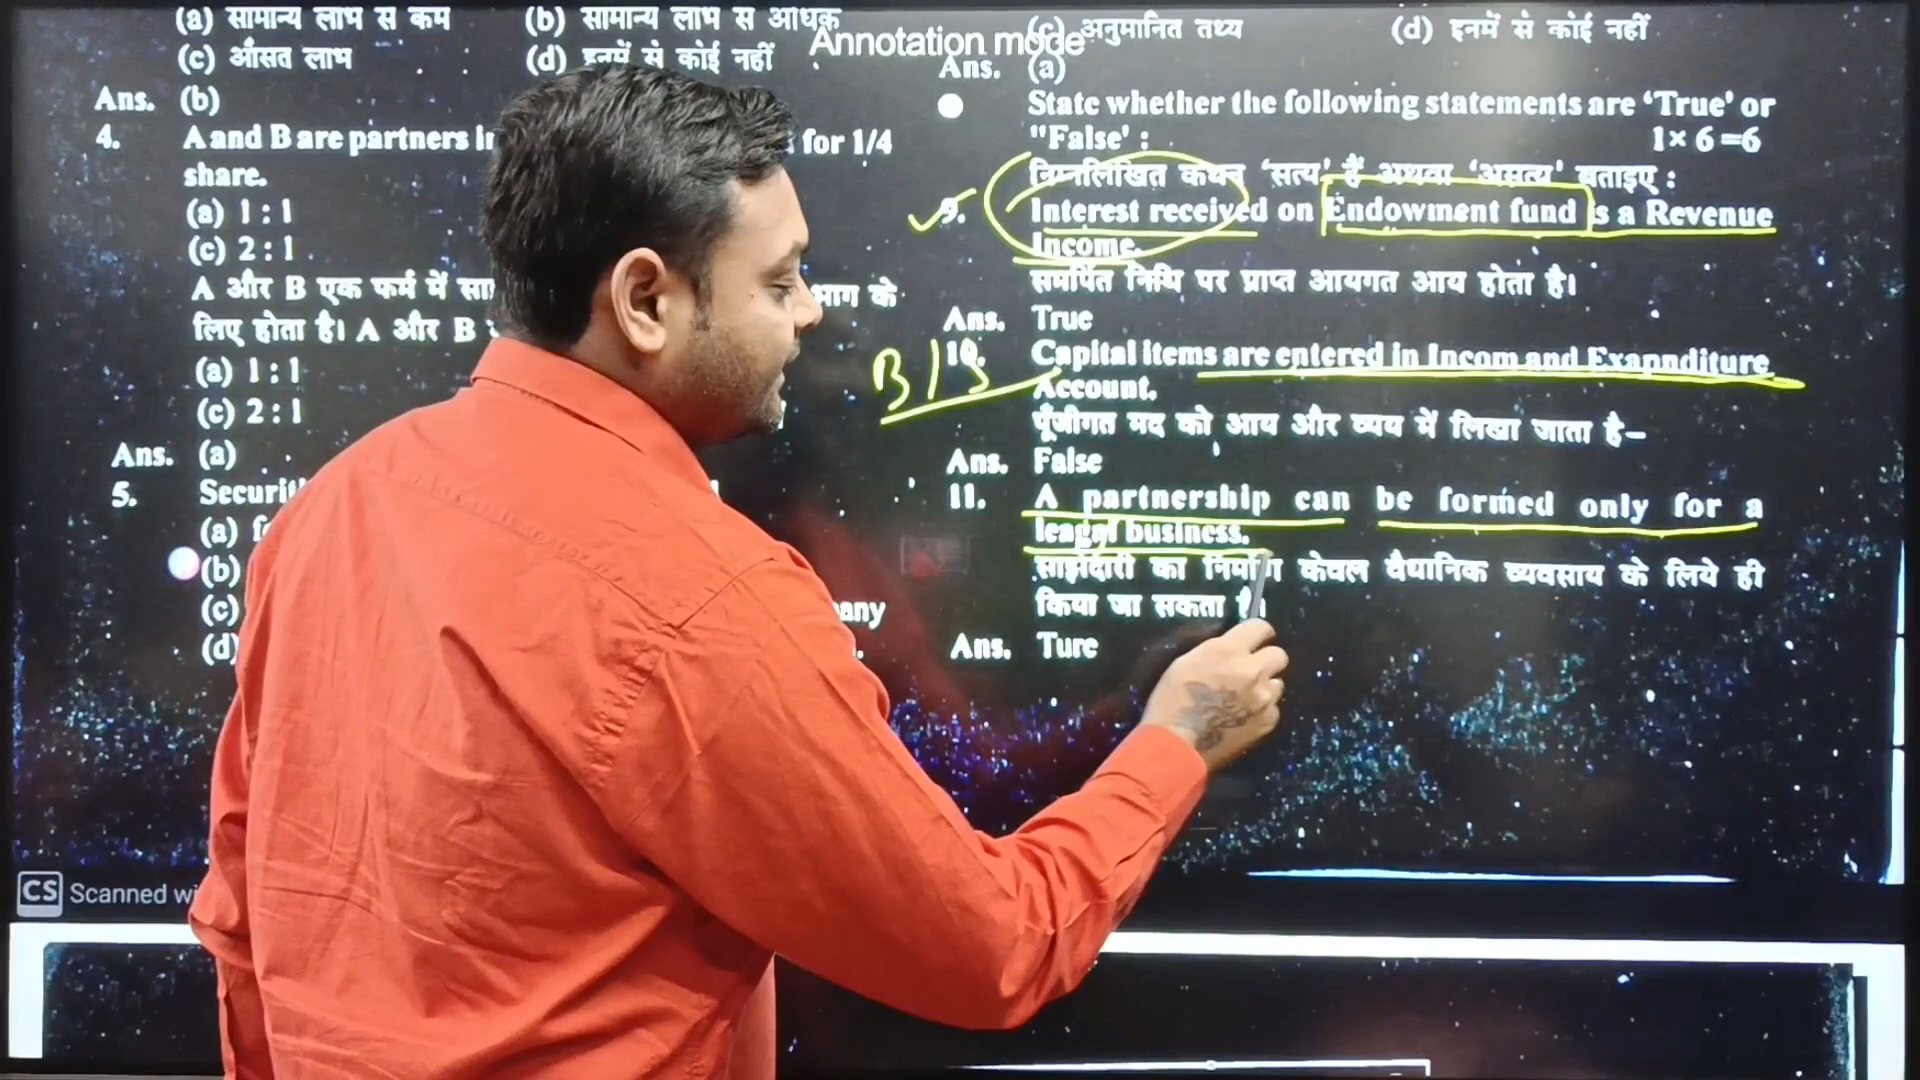 (a) सामान्य लाभ से कम (b) सामान्य लाभ से अधिक
(c) औसत लाभ (d) इनमें से कोई नहीं
Ans. (b)
4. A and B are partners in for 1/4
share.
(a) 1 : 1
(c) 2 : 1
A और B एक फर्म में भाग के
लिए होता है। A और B
(a) 1 : 1
(c) 2 : 1
Ans. (a)
5.
(a)
(b)
(c) any
(d)
CS Scanned
Annotation mode
(c) अनुमानित तथ्य (d) इनमें से कोई नहीं
Ans. (a)
● State whether the following statements are ‘True’ or
"False' : 1× 6 =6
निम्नलिखित कथन ‘सत्य’ हैं अथवा ‘असत्य’ बताइए :
9. Interest received on Endowment fund is a Revenue
Income.
समर्पित निधि पर प्राप्त आयगत आय होता है।
Ans. True
B/S 10. Capital items are entered in Incom and Exapnditure
Account.
पूँजीगत मद को आय और व्यय में लिखा जाता है–
Ans. False
11. A partnership can be formed only for a
leagal business.
साझेदारी का निर्माण केवल वैधानिक व्यवसाय के लिये ही
किया जा सकता है।
Ans. Ture